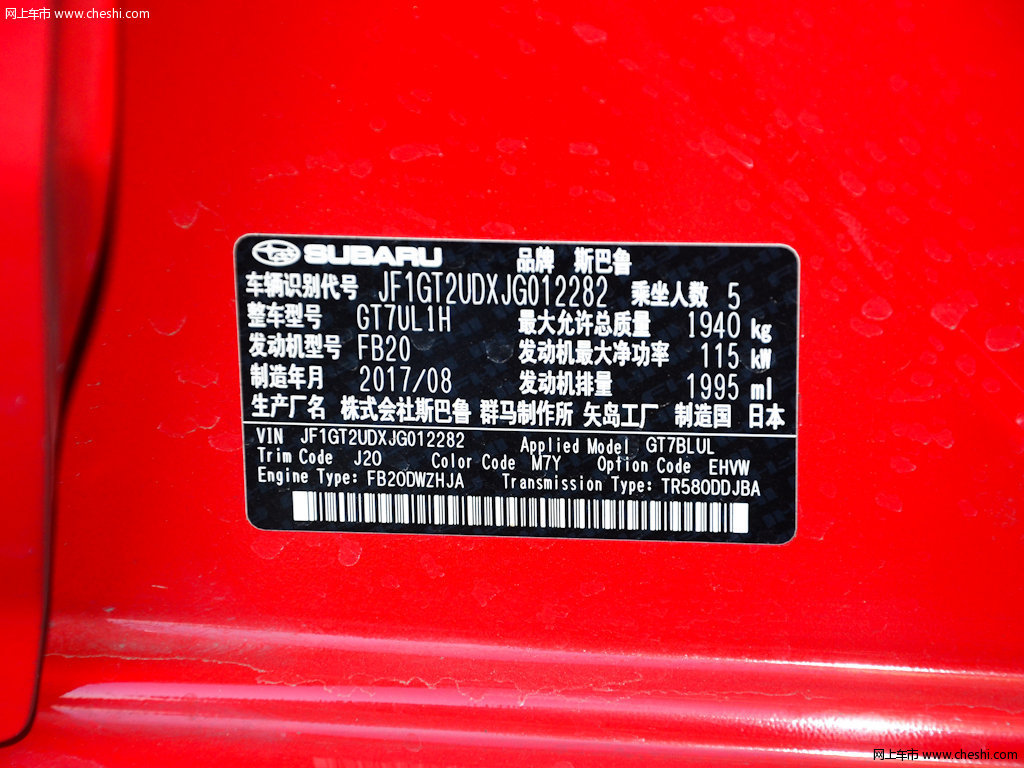 网上车市 www.cheshi.com
SUBARU 品牌 斯巴鲁
车辆识别代号 JF1GT2UDXJG012282 乘坐人数 5
整车型号 GT7UL1H 最大允许总质量 1940 kg
发动机型号 FB20 发动机最大净功率 115 kW
制造年月 2017/08 发动机排量 1995 ml
生产厂名 株式会社斯巴鲁 群马制作所 矢岛工厂 制造国 日本
VIN JF1GT2UDXJG012282 Applied Model GT7BLUL
Trim Code J20 Color Code M7Y Option Code EHVW
Engine Type: FB20DWZHJA Transmission Type: TR580DDJBA
网上车市 www.cheshi.com